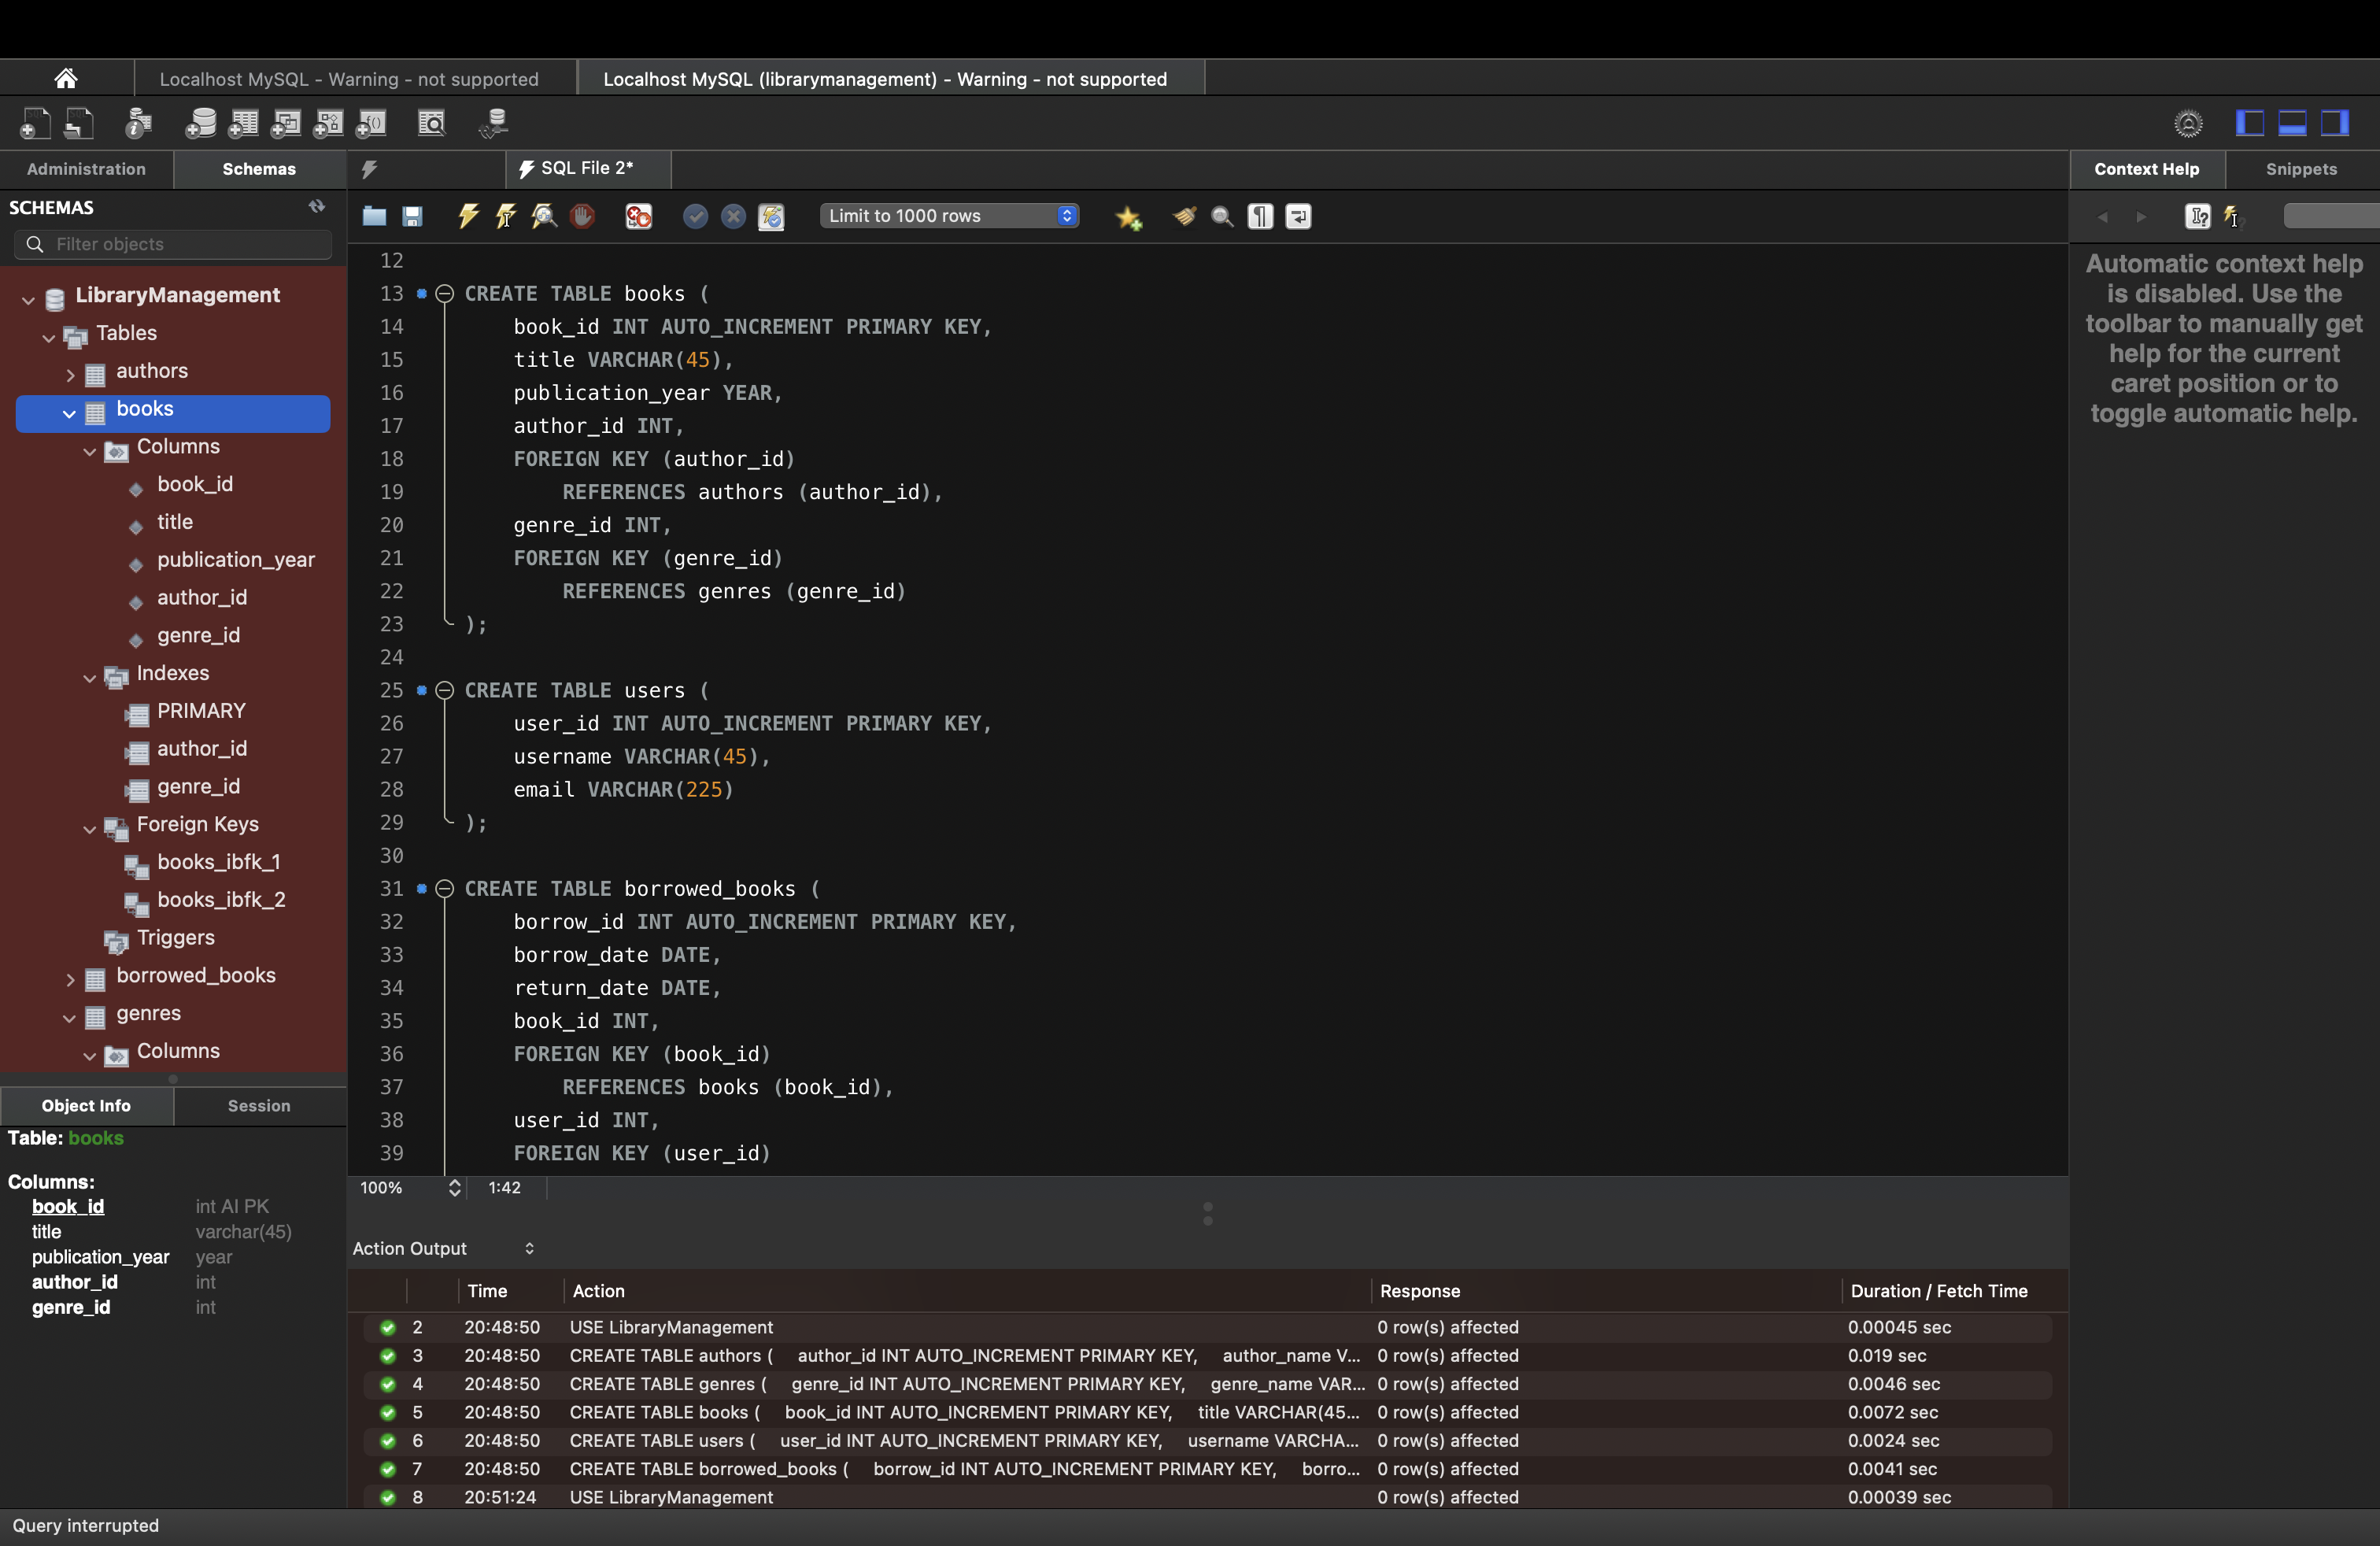 Localhost MySQL - Warning - not supported
Localhost MySQL (librarymanagement) - Warning - not supported
Administration
Schemas
SQL File 2*
Context Help
Snippets
SCHEMAS
Filter objects
Limit to 1000 rows
LibraryManagement
Tables
authors
books
Columns
book_id
title
publication_year
author_id
genre_id
Indexes
PRIMARY
author_id
genre_id
Foreign Keys
books_ibfk_1
books_ibfk_2
Triggers
borrowed_books
genres
Columns
12
13 CREATE TABLE books (
14 book_id INT AUTO_INCREMENT PRIMARY KEY,
15 title VARCHAR(45),
16 publication_year YEAR,
17 author_id INT,
18 FOREIGN KEY (author_id)
19 REFERENCES authors (author_id),
20 genre_id INT,
21 FOREIGN KEY (genre_id)
22 REFERENCES genres (genre_id)
23 );
24
25 CREATE TABLE users (
26 user_id INT AUTO_INCREMENT PRIMARY KEY,
27 username VARCHAR(45),
28 email VARCHAR(225)
29 );
30
31 CREATE TABLE borrowed_books (
32 borrow_id INT AUTO_INCREMENT PRIMARY KEY,
33 borrow_date DATE,
34 return_date DATE,
35 book_id INT,
36 FOREIGN KEY (book_id)
37 REFERENCES books (book_id),
38 user_id INT,
39 FOREIGN KEY (user_id)
Automatic context help
is disabled. Use the
toolbar to manually get
help for the current
caret position or to
toggle automatic help.
Object Info
Session
Table: books
Columns:
book_id int AI PK
title varchar(45)
publication_year year
author_id int
genre_id int
100% 1:42
Action Output
Time Action Response Duration / Fetch Time
2 20:48:50 USE LibraryManagement 0 row(s) affected 0.00045 sec
3 20:48:50 CREATE TABLE authors ( author_id INT AUTO_INCREMENT PRIMARY KEY, author_name V... 0 row(s) affected 0.019 sec
4 20:48:50 CREATE TABLE genres ( genre_id INT AUTO_INCREMENT PRIMARY KEY, genre_name VAR... 0 row(s) affected 0.0046 sec
5 20:48:50 CREATE TABLE books ( book_id INT AUTO_INCREMENT PRIMARY KEY, title VARCHAR(45... 0 row(s) affected 0.0072 sec
6 20:48:50 CREATE TABLE users ( user_id INT AUTO_INCREMENT PRIMARY KEY, username VARCHA... 0 row(s) affected 0.0024 sec
7 20:48:50 CREATE TABLE borrowed_books ( borrow_id INT AUTO_INCREMENT PRIMARY KEY, borro... 0 row(s) affected 0.0041 sec
8 20:51:24 USE LibraryManagement 0 row(s) affected 0.00039 sec
Query interrupted